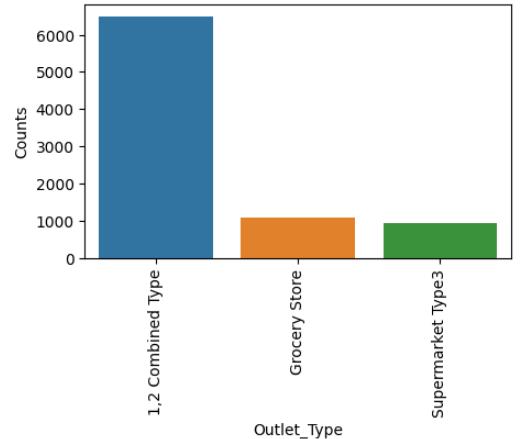 6000
5000
4000
3000
2000
1000
0
Counts
1,2 Combined Type
Grocery Store
Supermarket Type3
Outlet_Type